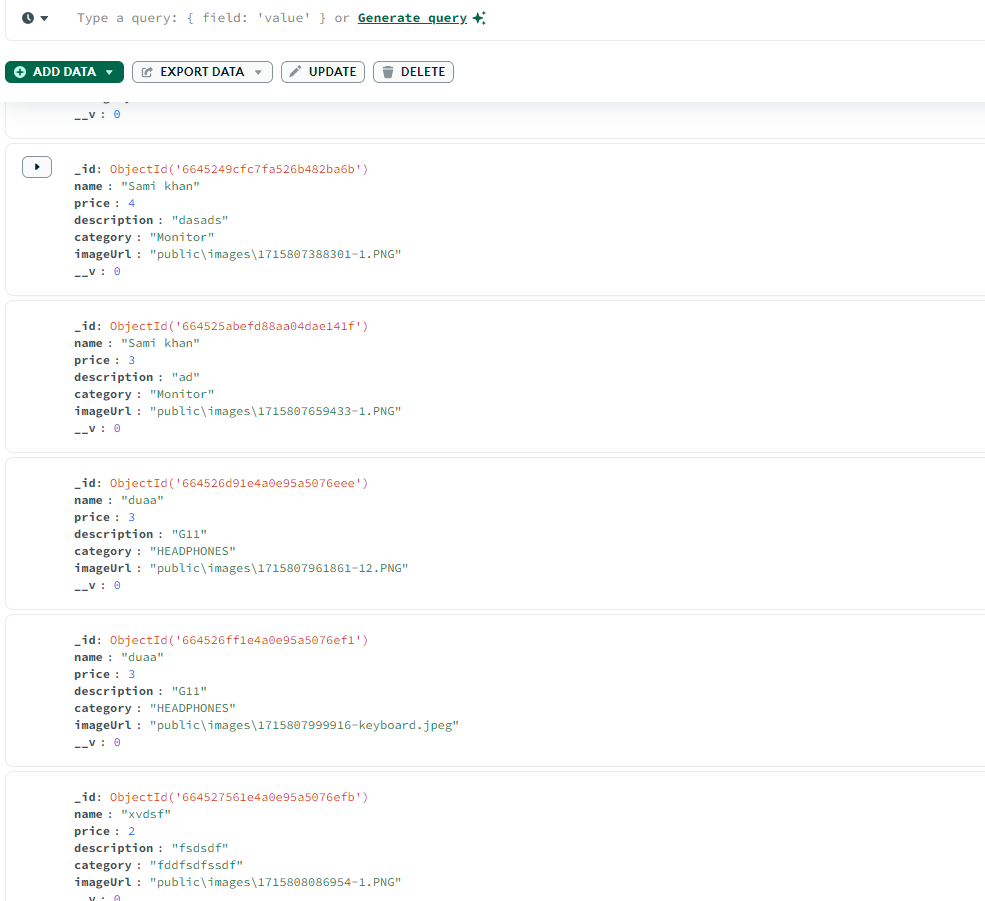 Type a query: { field: 'value' } or Generate query
ADD DATA EXPORT DATA UPDATE DELETE
__v : 0
_id: ObjectId('6645249cfc7fa526b482ba6b')
name : "Sami khan"
price : 4
description : "dasads"
category : "Monitor"
imageUrl : "public\images\1715807388301-1.PNG"
__v : 0
_id: ObjectId('664525abefd88aa04dae141f')
name : "Sami khan"
price : 3
description : "ad"
category : "Monitor"
imageUrl : "public\images\1715807659433-1.PNG"
__v : 0
_id: ObjectId('664526d91e4a0e95a5076eee')
name : "duaa"
price : 3
description : "G11"
category : "HEADPHONES"
imageUrl : "public\images\1715807961861-12.PNG"
__v : 0
_id: ObjectId('664526ff1e4a0e95a5076ef1')
name : "duaa"
price : 3
description : "G11"
category : "HEADPHONES"
imageUrl : "public\images\1715807999916-keyboard.jpeg"
__v : 0
_id: ObjectId('664527561e4a0e95a5076efb')
name : "xvdsf"
price : 2
description : "fsdsdf"
category : "fddfsdfssdf"
imageUrl : "public\images\1715808086954-1.PNG"
__v : 0